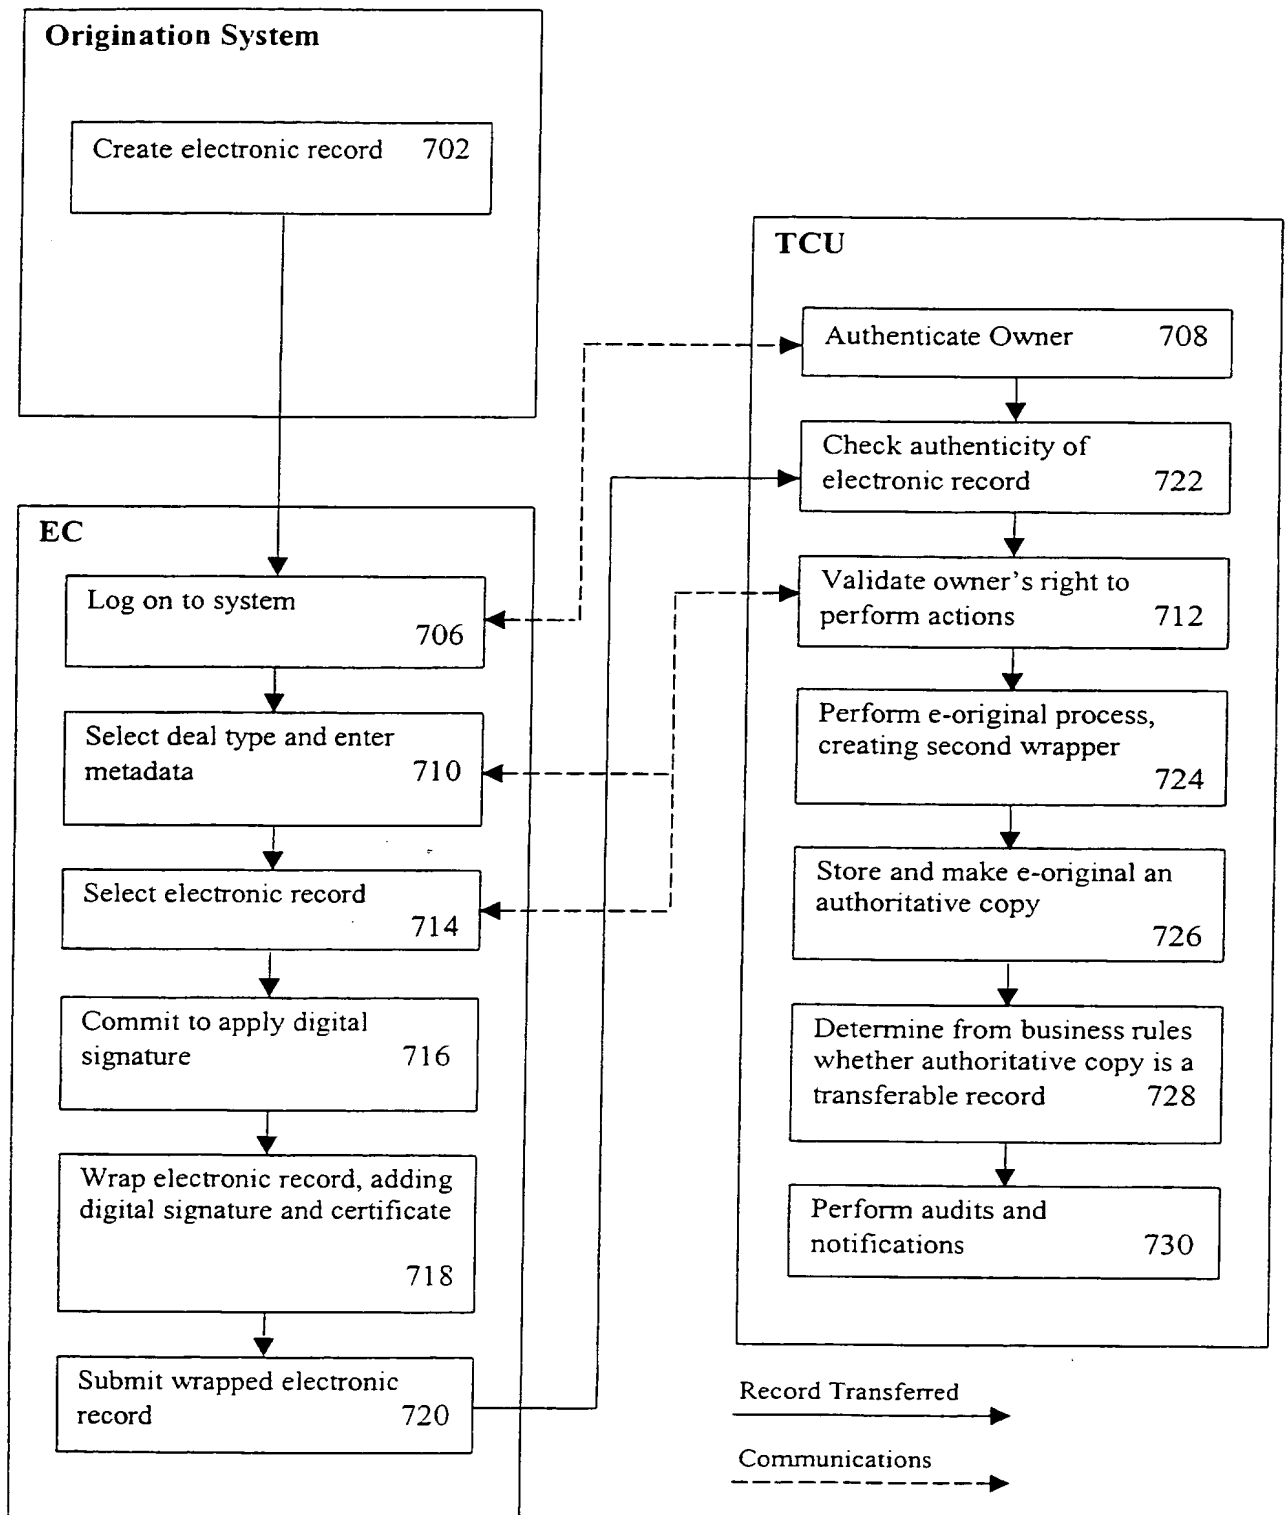 Origination System
Create electronic record 702
EC
Log on to system
706
Select deal type and enter
metadata 710
Select electronic record
714
Commit to apply digital
signature 716
Wrap electronic record, adding
digital signature and certificate
718
Submit wrapped electronic
record 720
TCU
Authenticate Owner 708
Check authenticity of
electronic record 722
Validate owner's right to
perform actions 712
Perform e-original process,
creating second wrapper
724
Store and make e-original an
authoritative copy
726
Determine from business rules
whether authoritative copy is a
transferable record 728
Perform audits and
notifications 730
Record Transferred
Communications